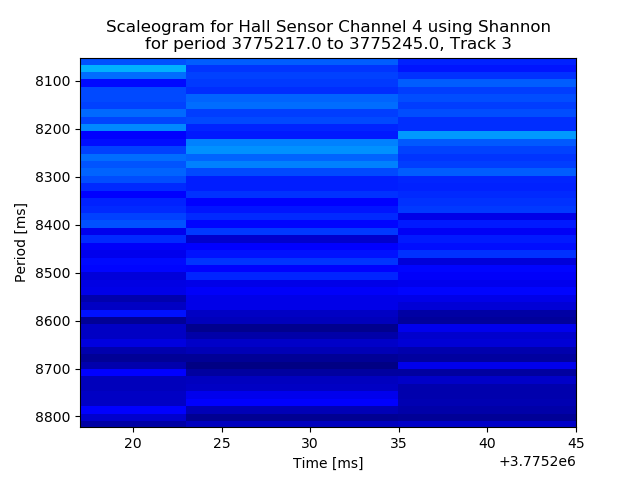 Scaleogram for Hall Sensor Channel 4 using Shannon
for period 3775217.0 to 3775245.0, Track 3
8100
8200
8300
8400
8500
8600
8700
8800
Period [ms]
20 25 30 35 40 45
Time [ms]
+3.7752e6